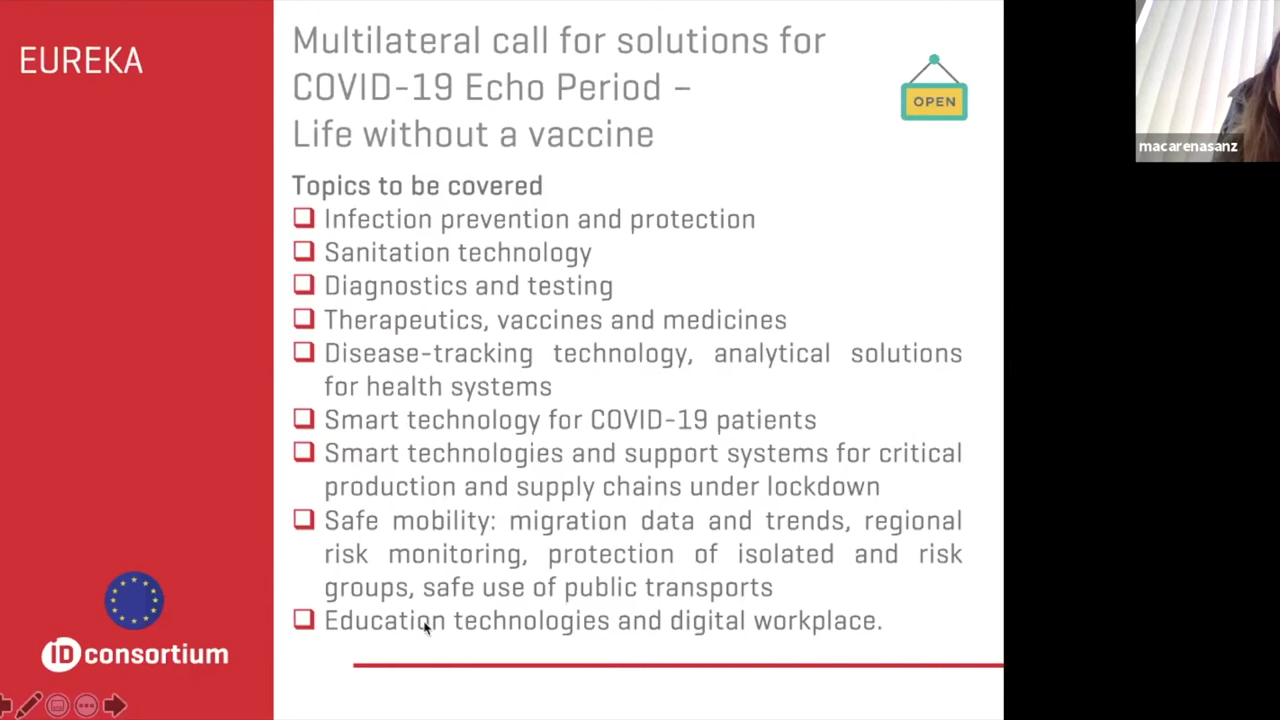 EUREKA
Multilateral call for solutions for
COVID-19 Echo Period –
Life without a vaccine
OPEN
macarenasanz
Topics to be covered
Infection prevention and protection
Sanitation technology
Diagnostics and testing
Therapeutics, vaccines and medicines
Disease-tracking technology, analytical solutions
for health systems
Smart technology for COVID-19 patients
Smart technologies and support systems for critical
production and supply chains under lockdown
Safe mobility: migration data and trends, regional
risk monitoring, protection of isolated and risk
groups, safe use of public transports
Education technologies and digital workplace.
iD consortium